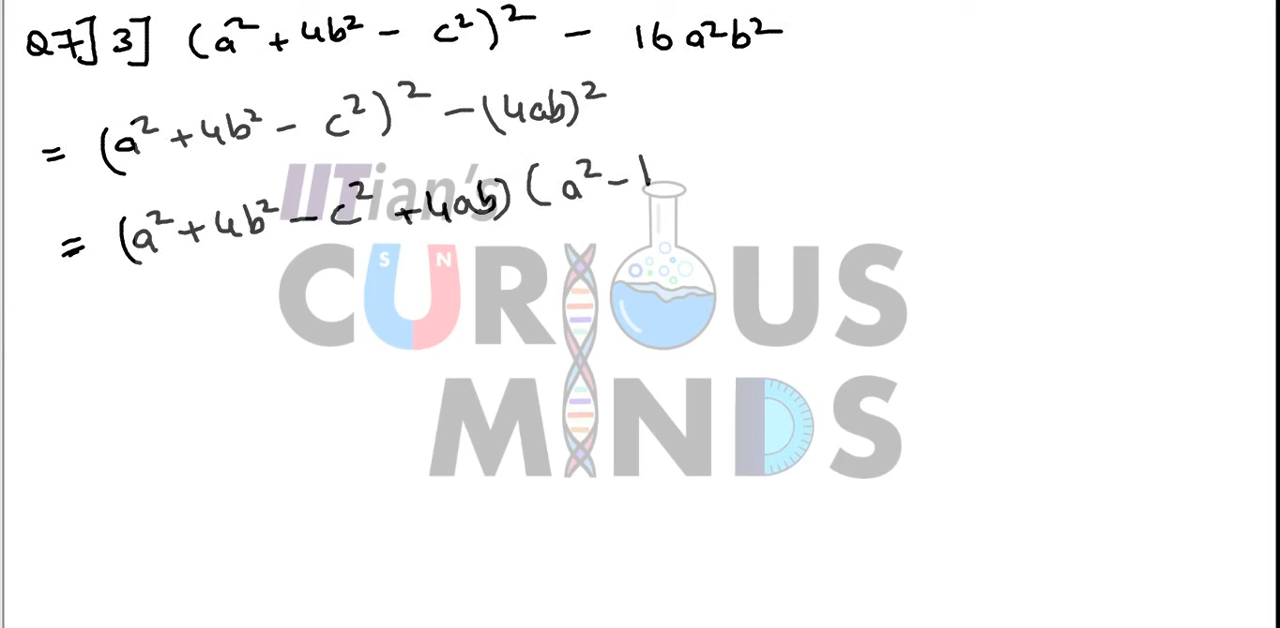 Q7] 3] (a² + 4b² - c²)² - 16a²b²
= (a² + 4b² - c²)² - (4ab)²
= (a² + 4b² - c² + 4ab) (a² -
IITian's
CURIOUS
S N
MINDS